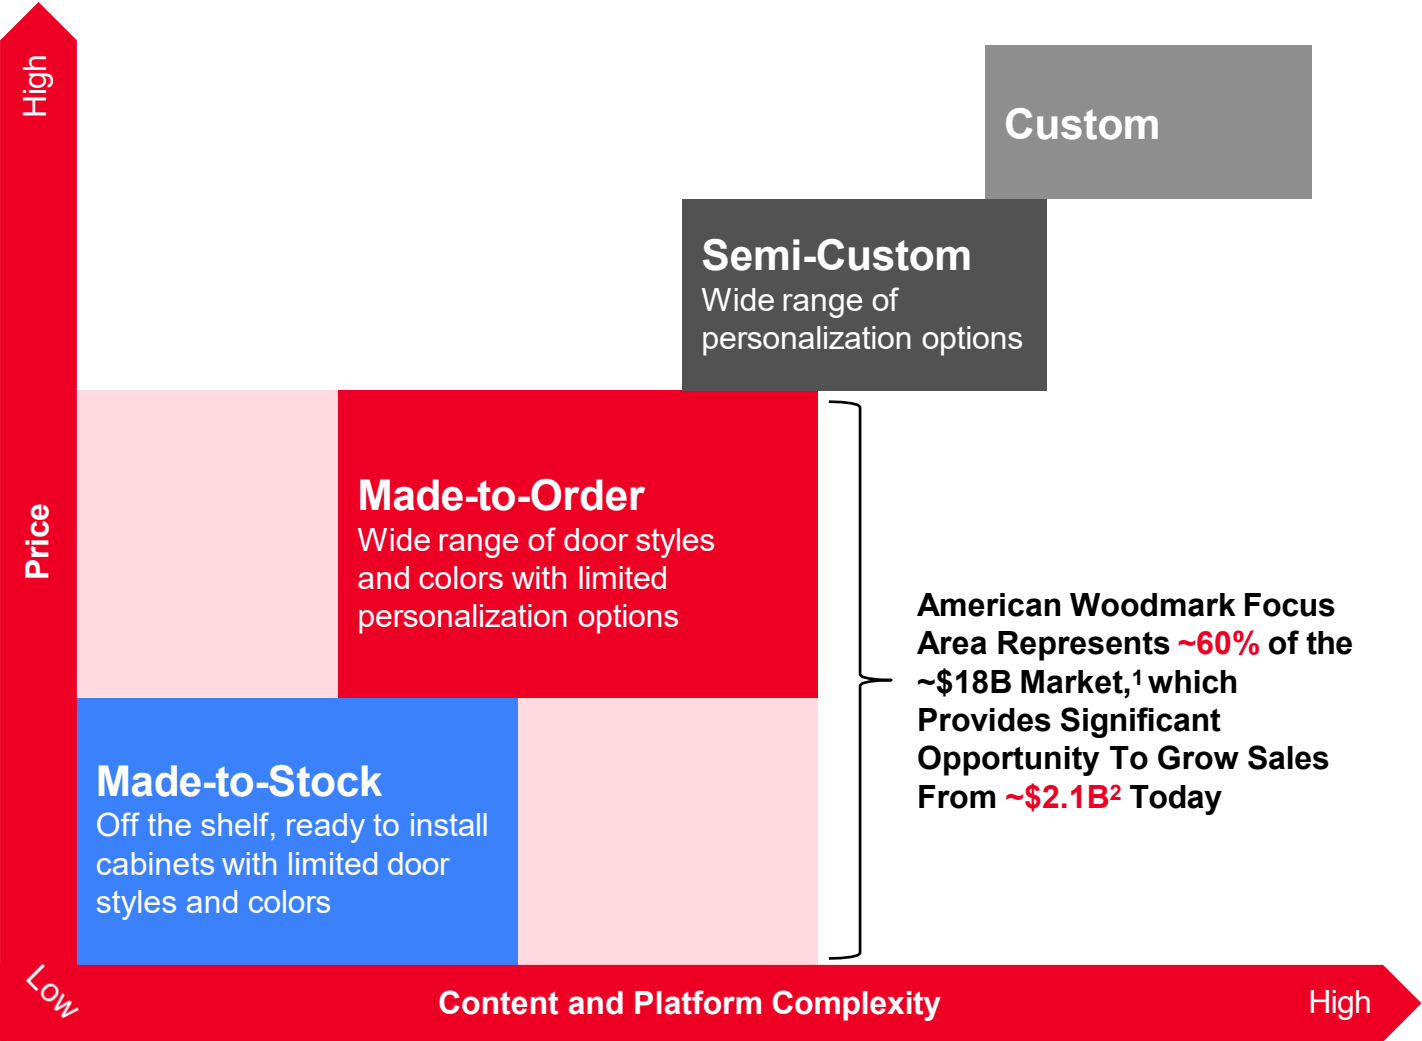 High
Custom
Semi-Custom
Wide range of
personalization options
Made-to-Order
Wide range of door styles
and colors with limited
personalization options
Price
American Woodmark Focus
Area Represents ~60% of the
~$18B Market,¹ which
Provides Significant
Opportunity To Grow Sales
From ~$2.1B² Today
Made-to-Stock
Off the shelf, ready to install
cabinets with limited door
styles and colors
Low
Content and Platform Complexity
High